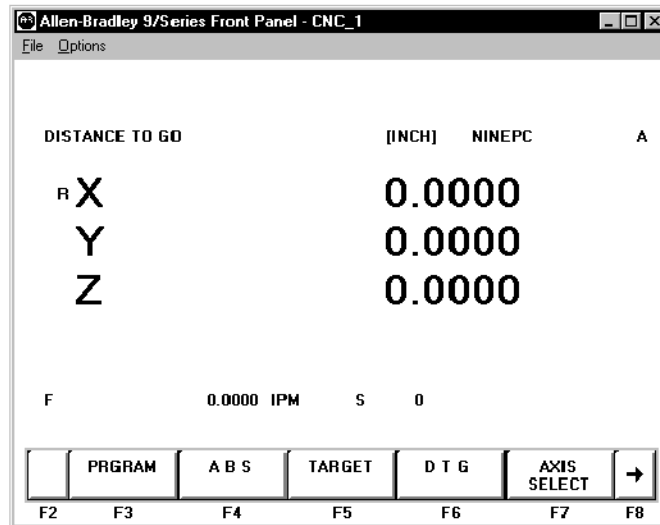 Allen-Bradley 9/Series Front Panel - CNC_1
File Options
DISTANCE TO GO [INCH] NINEPC A
R X 0.0000
Y 0.0000
Z 0.0000
F 0.0000 IPM S 0
PRGRAM A B S TARGET D T G AXIS SELECT →
F2 F3 F4 F5 F6 F7 F8